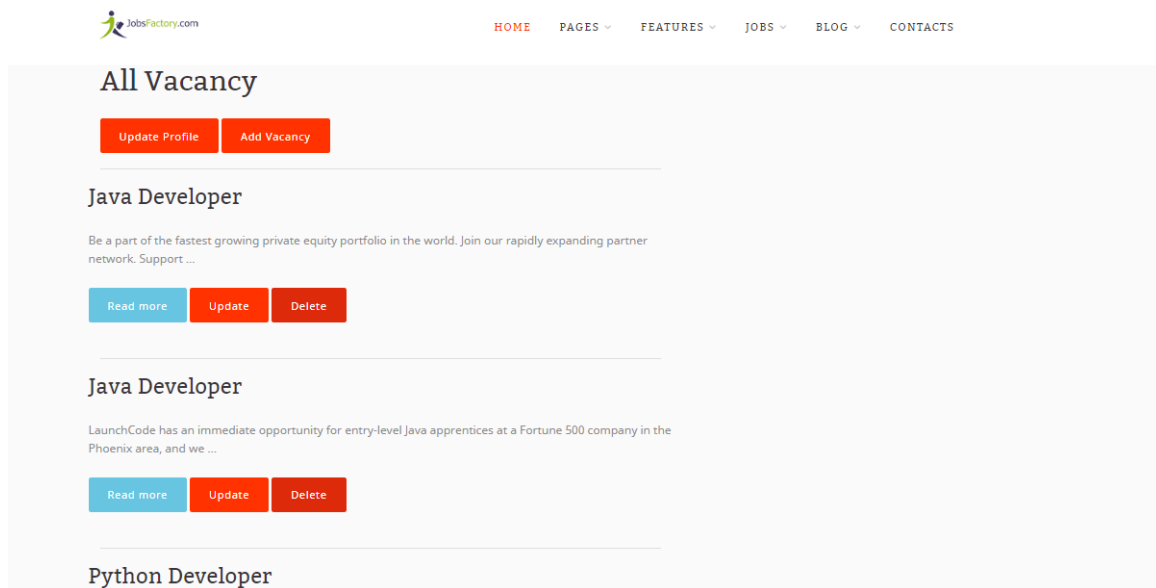 JobsFactory.com
HOME PAGES FEATURES JOBS BLOG CONTACTS
All Vacancy
Update Profile Add Vacancy
Java Developer
Be a part of the fastest growing private equity portfolio in the world. Join our rapidly expanding partner
network. Support ...
Read more Update Delete
Java Developer
LaunchCode has an immediate opportunity for entry-level Java apprentices at a Fortune 500 company in the
Phoenix area, and we ...
Read more Update Delete
Python Developer